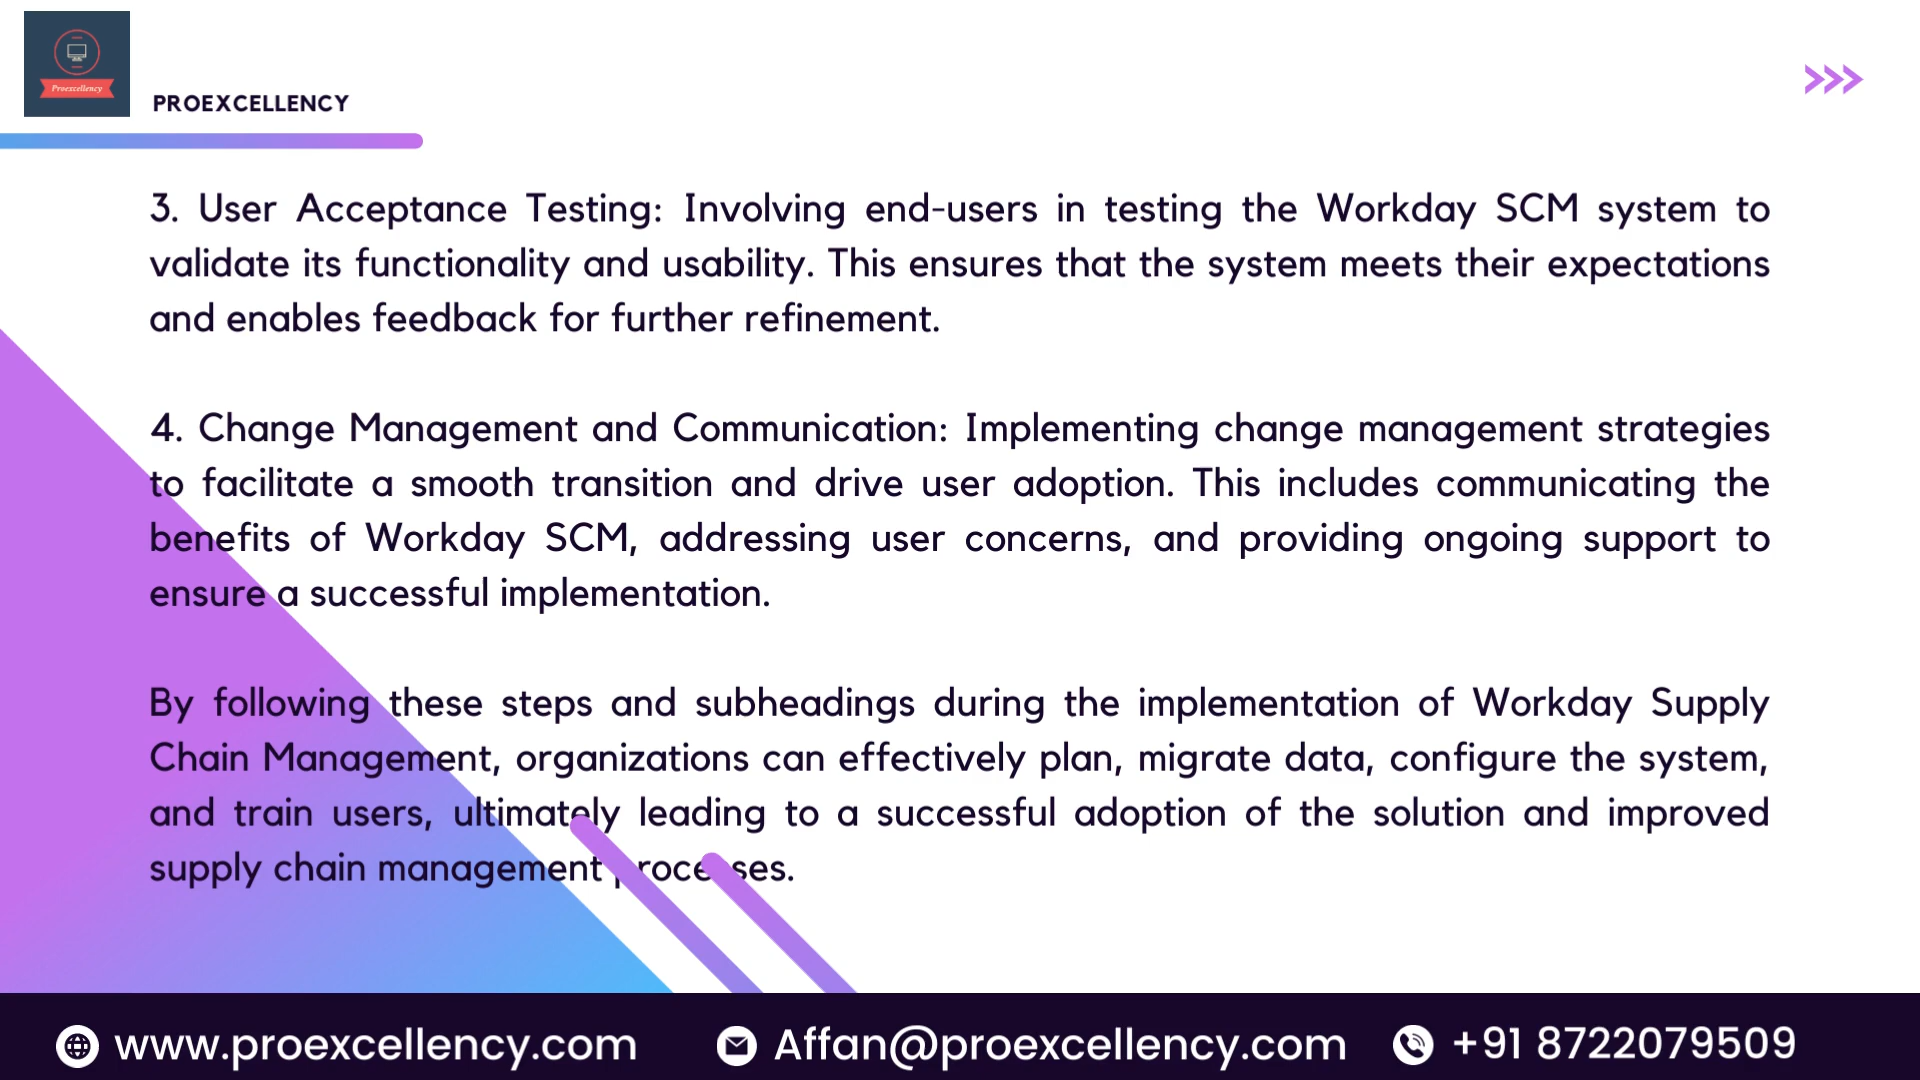 Proexcellency
PROEXCELLENCY
3. User Acceptance Testing: Involving end-users in testing the Workday SCM system to
validate its functionality and usability. This ensures that the system meets their expectations
and enables feedback for further refinement.
4. Change Management and Communication: Implementing change management strategies
to facilitate a smooth transition and drive user adoption. This includes communicating the
benefits of Workday SCM, addressing user concerns, and providing ongoing support to
ensure a successful implementation.
By following these steps and subheadings during the implementation of Workday Supply
Chain Management, organizations can effectively plan, migrate data, configure the system,
and train users, ultimately leading to a successful adoption of the solution and improved
supply chain management processes.
www.proexcellency.com
Affan@proexcellency.com
+91 8722079509